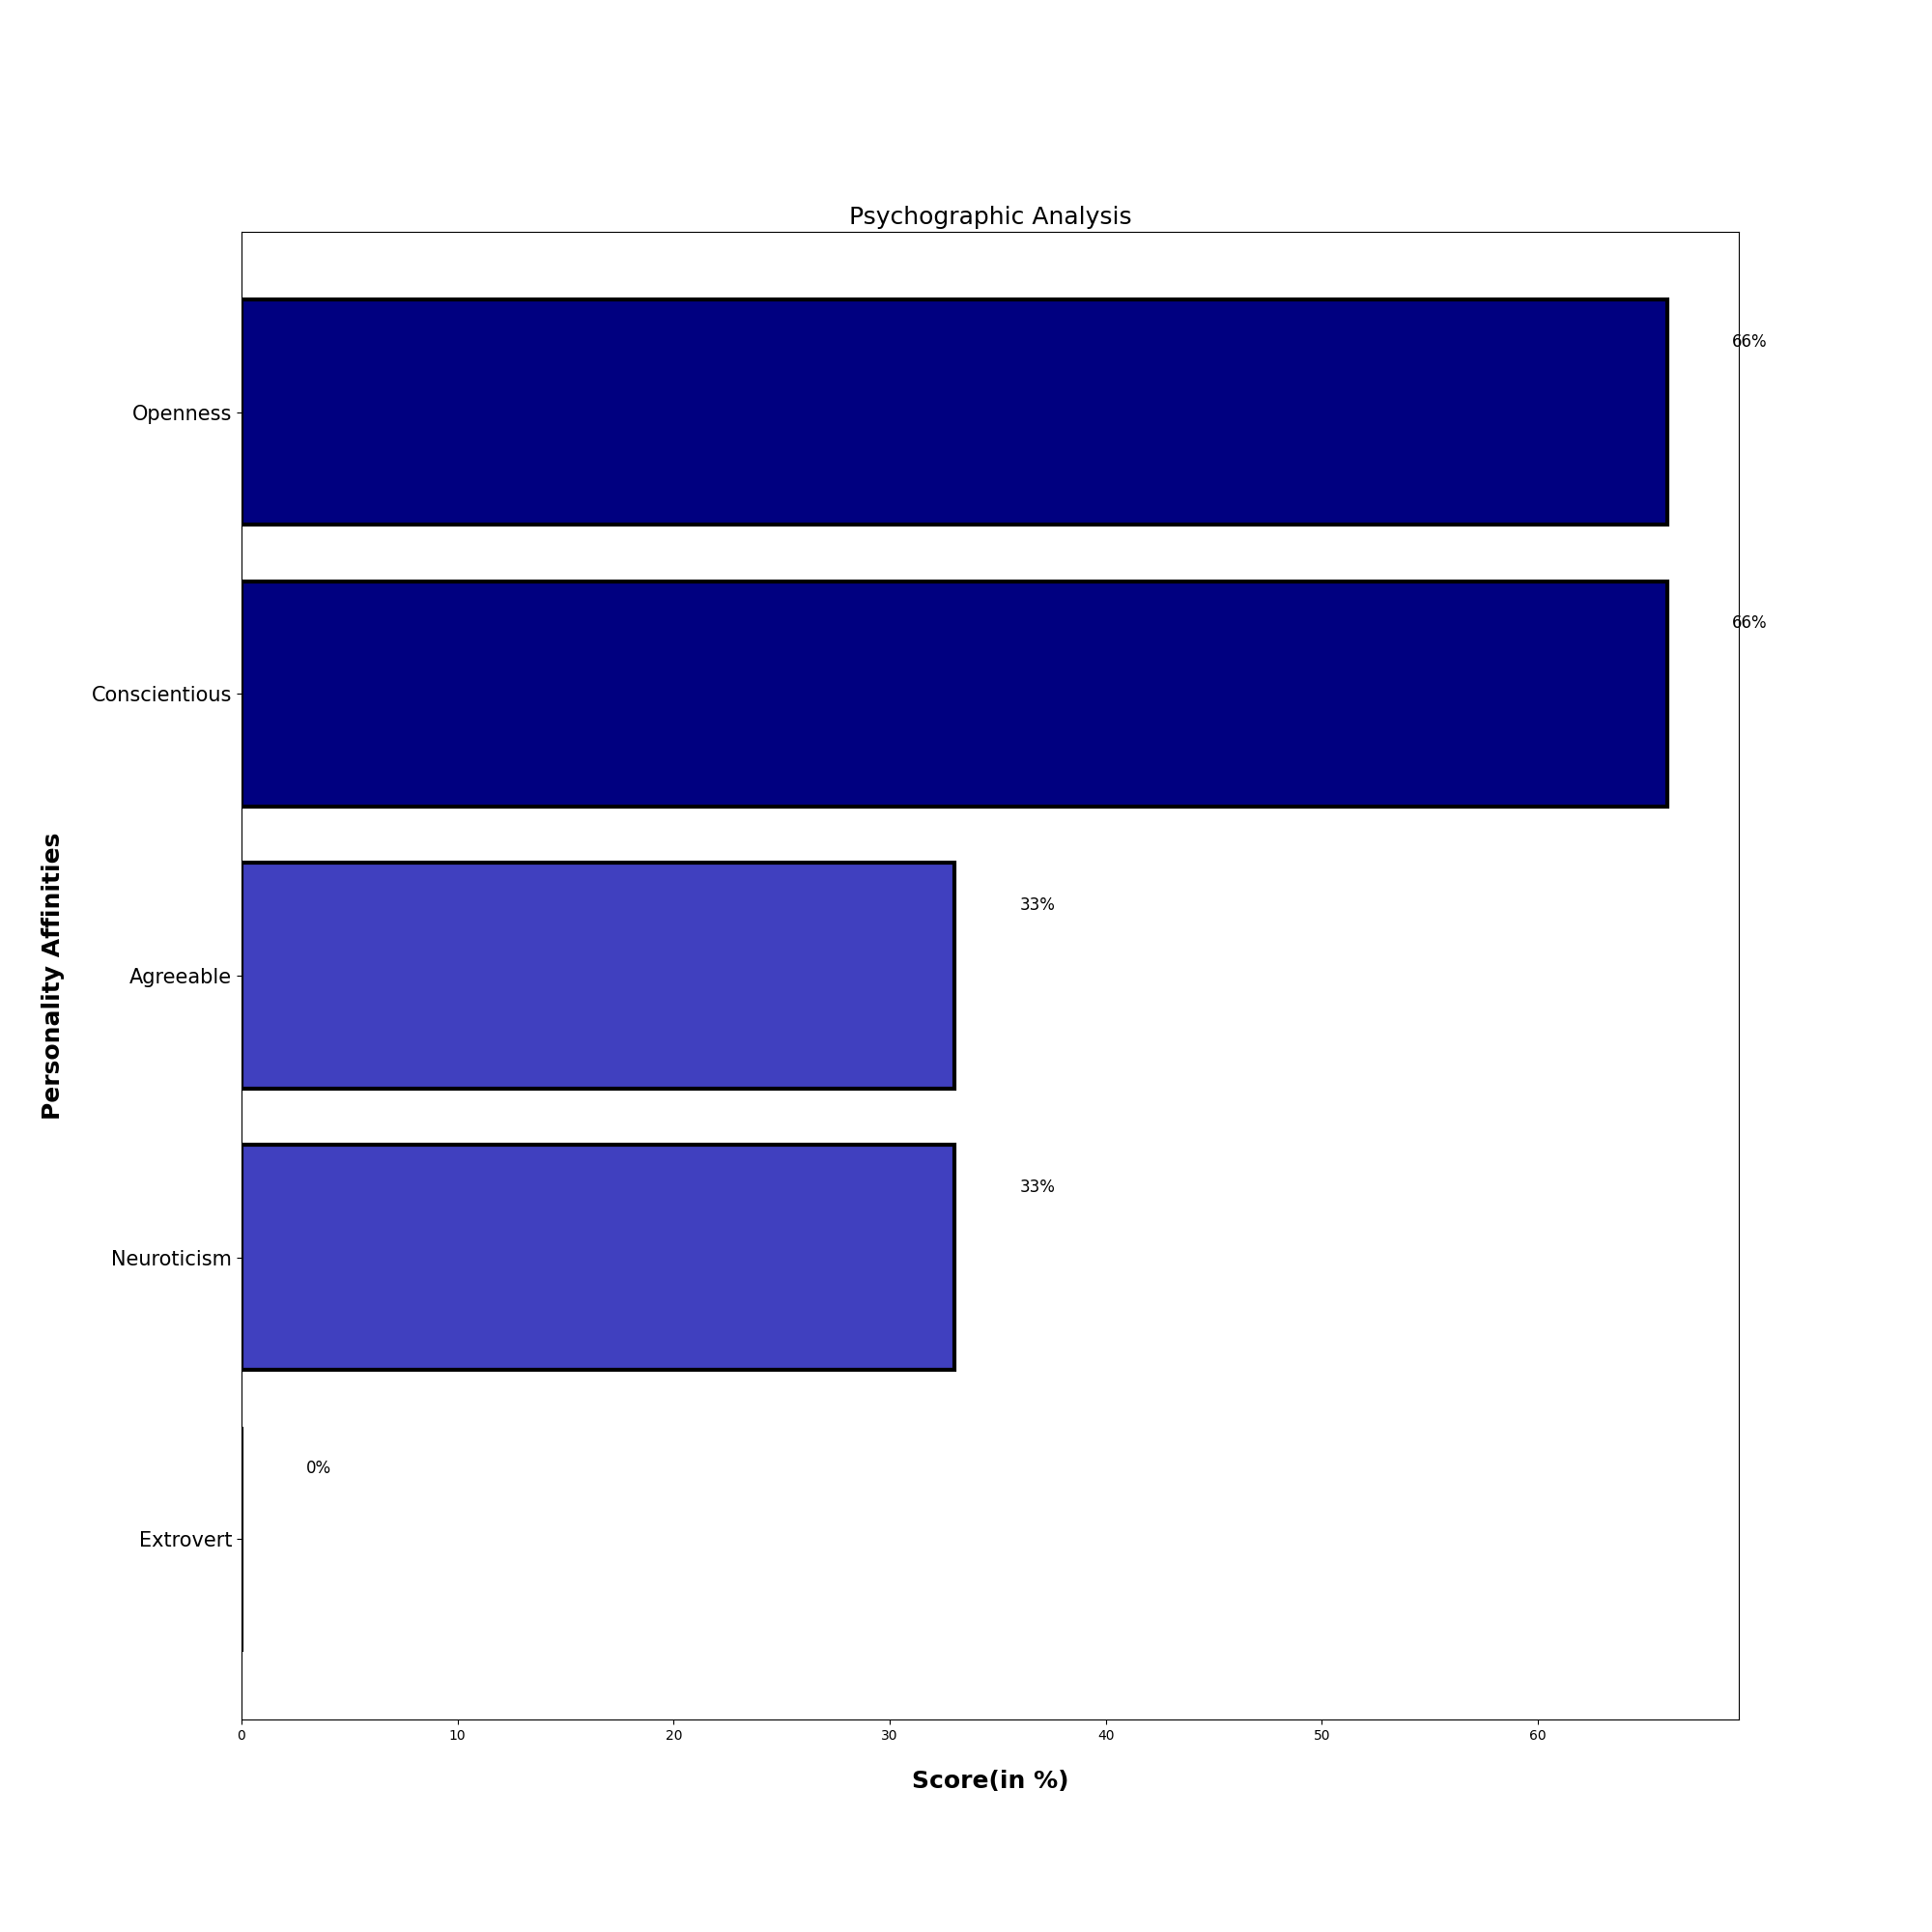 Psychographic Analysis
Openness
66%
Conscientious
66%
Agreeable
33%
Neuroticism
33%
Extrovert
0%
Personality Affinities
0 10 20 30 40 50 60
Score(in %)